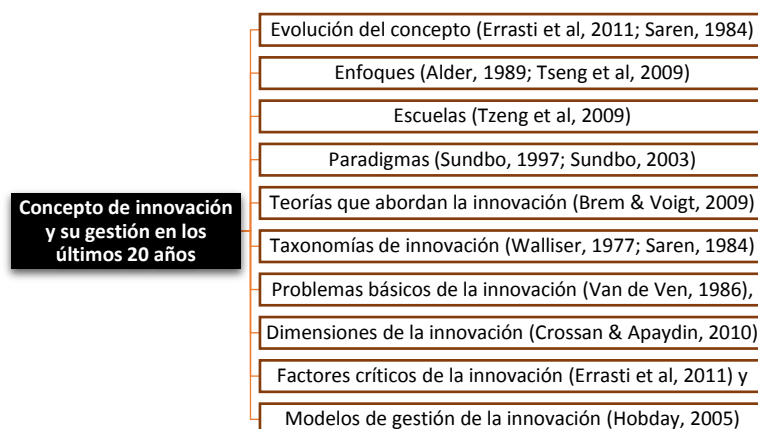 Evolución del concepto (Errasti et al, 2011; Saren, 1984)
Enfoques (Alder, 1989; Tseng et al, 2009)
Escuelas (Tzeng et al, 2009)
Paradigmas (Sundbo, 1997; Sundbo, 2003)
Concepto de innovación
y su gestión en los
últimos 20 años
Teorías que abordan la innovación (Brem & Voigt, 2009)
Taxonomías de innovación (Walliser, 1977; Saren, 1984)
Problemas básicos de la innovación (Van de Ven, 1986),
Dimensiones de la innovación (Crossan & Apaydin, 2010)
Factores críticos de la innovación (Errasti et al, 2011) y
Modelos de gestión de la innovación (Hobday, 2005)